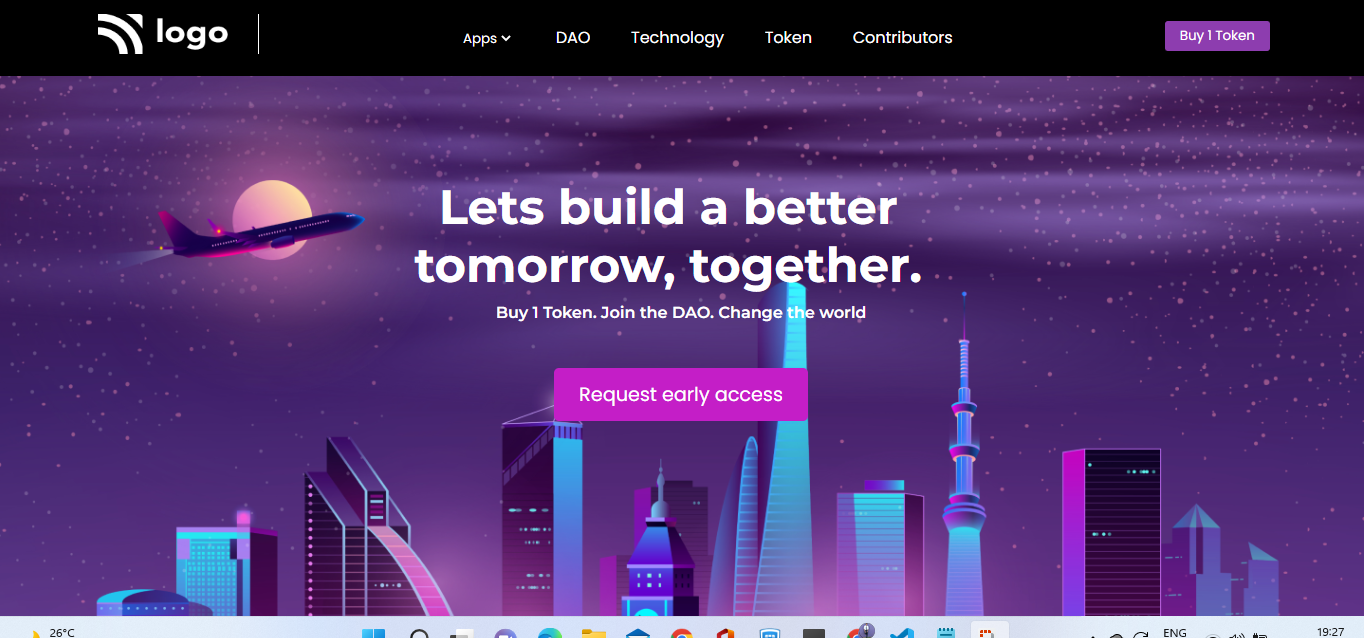 logo
Apps DAO Technology Token Contributors
Buy 1 Token
Lets build a better
tomorrow, together.
Buy 1 Token. Join the DAO. Change the world
Request early access
26°C
ENG
19:27